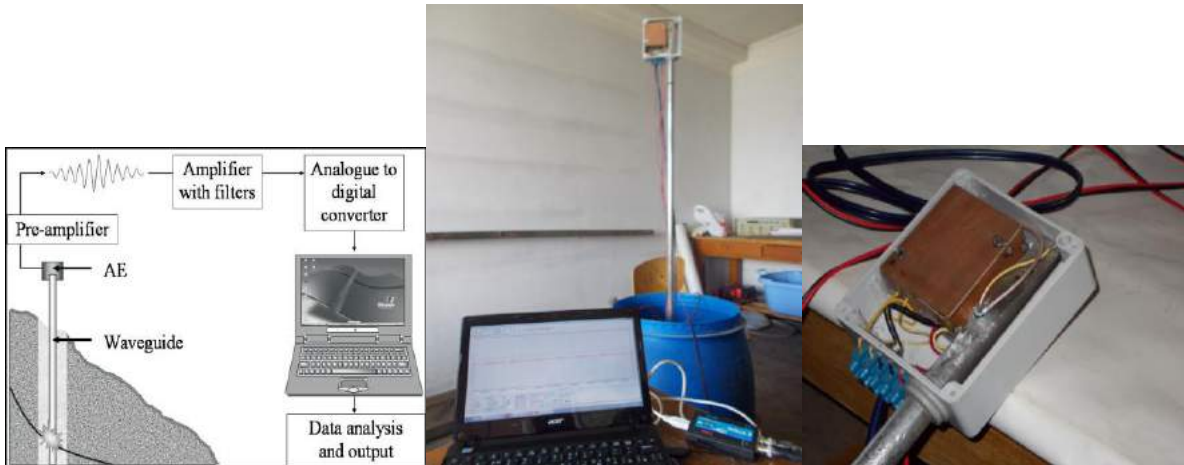 Amplifier
with filters
Analogue to
digital
converter
Pre-amplifier
AE
Waveguide
Data analysis
and output
acer